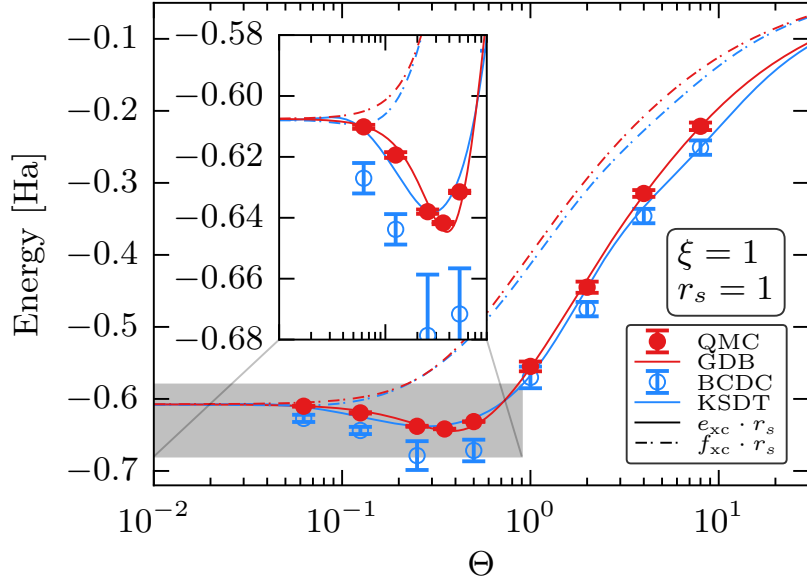 −0.1
−0.2
−0.3
−0.4
−0.5
−0.6
−0.7
Energy [Ha]
−0.58
−0.60
−0.62
−0.64
−0.66
−0.68
ξ = 1
r_s = 1
QMC
GDB
BCDC
KSDT
e_xc · r_s
f_xc · r_s
10^−2
10^−1
10^0
10^1
Θ